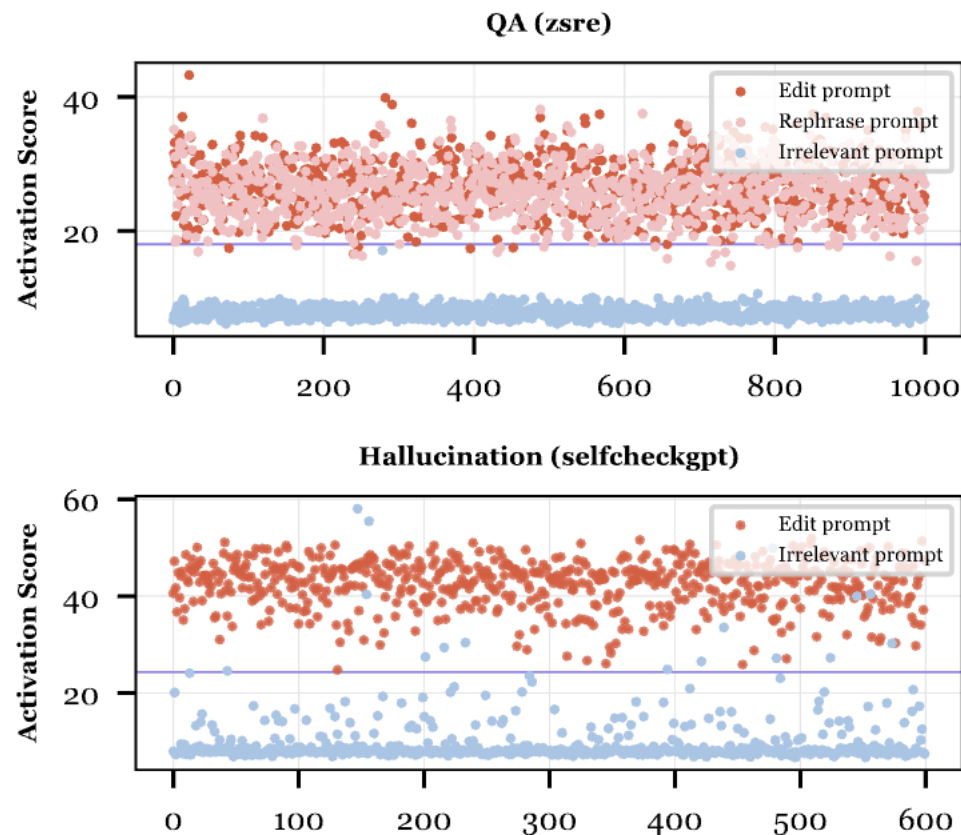 QA (zsre)
Activation Score
40
20
Edit prompt
Rephrase prompt
Irrelevant prompt
0 200 400 600 800 1000
Hallucination (selfcheckgpt)
Activation Score
60
40
20
Edit prompt
Irrelevant prompt
0 100 200 300 400 500 600